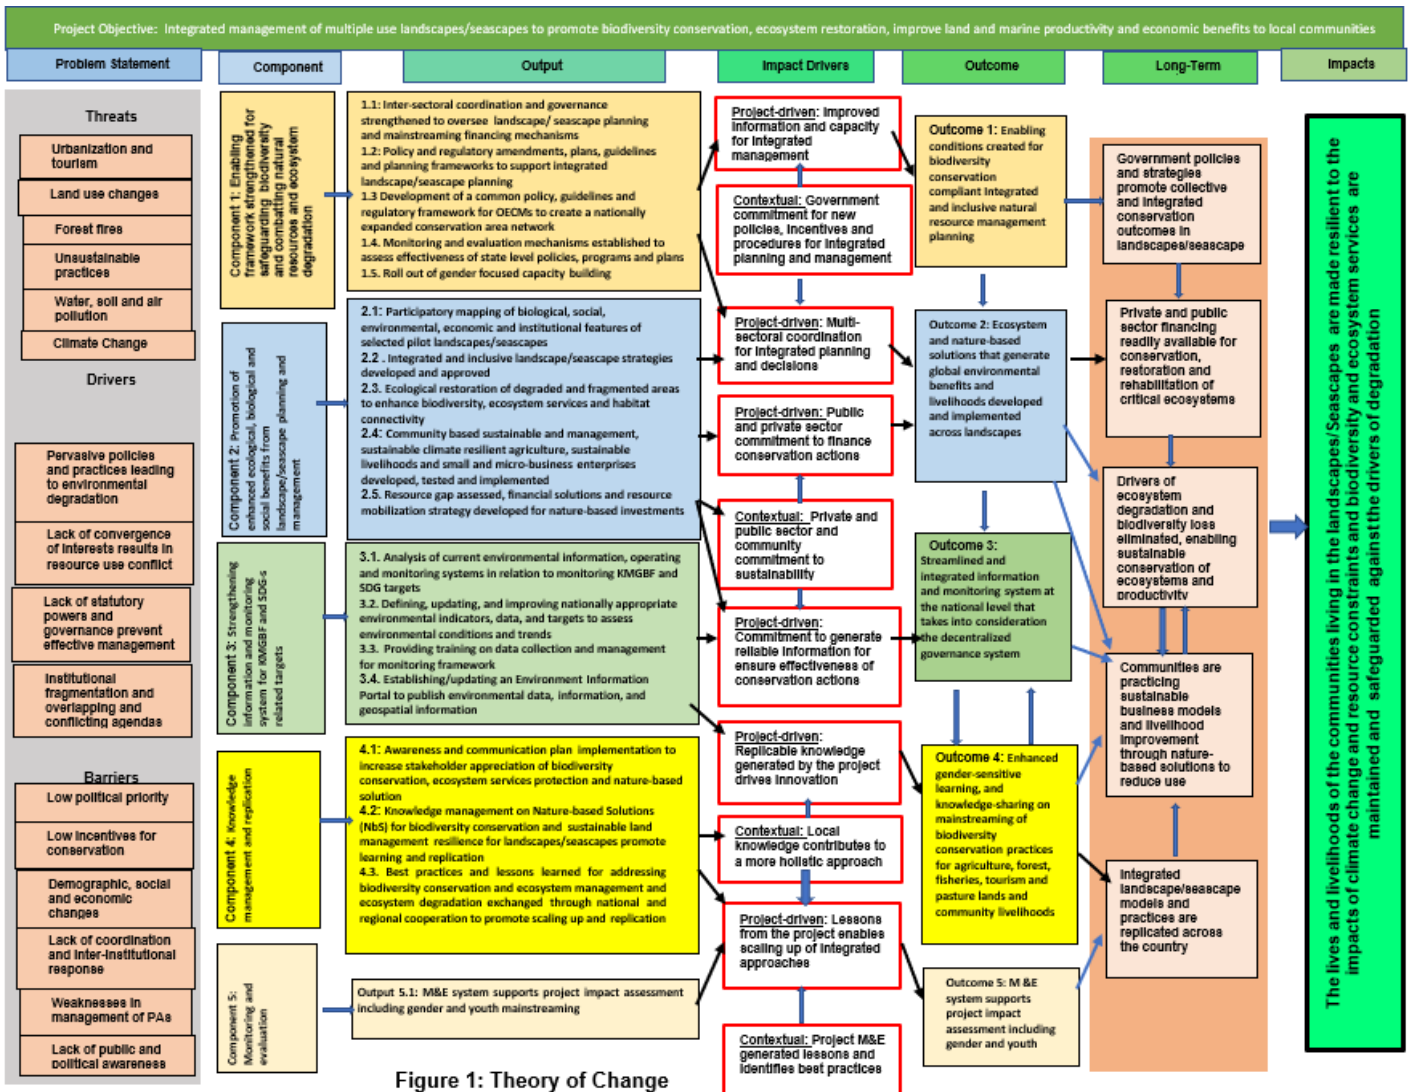 Project Objective: Integrated management of multiple use landscapes/seascapes to promote biodiversity conservation, ecosystem restoration, improve land and marine productivity and economic benefits to local communities
Problem Statement
Component
Output
Impact Drivers
Outcome
Long-Term
Impacts
Threats
Urbanization and
tourism
Land use changes
Forest fires
Unsustainable
practices
Water, soil and air
pollution
Climate Change
Drivers
Pervasive policies
and practices leading
to environmental
degradation
Lack of convergence
of interests results in
resource use conflict
Lack of statutory
powers and
governance prevent
effective management
Institutional
fragmentation and
overlapping and
conflicting agendas
Barriers
Low political priority
Low incentives for
conservation
Demographic, social
and economic
changes
Lack of coordination
and inter-institutional
response
Weaknesses in
management of PAs
Lack of public and
political awareness
Component 1: Enabling
framework strengthened for
safeguarding biodiversity
and combatting natural
resources and ecosystem
degradation
Component 2: Promotion of
enhanced ecological, biological and
social benefits from
landscape/seascape planning and
management
Component 3: Strengthening
information and monitoring
system for KMGBF and SDG-s
related targets
Component 4: Knowledge
management and replication
Component 5:
Monitoring and
evaluation
1.1: Inter-sectoral coordination and governance
strengthened to oversee landscape/ seascape planning
and mainstreaming financing mechanisms
1.2: Policy and regulatory amendments, plans, guidelines
and planning frameworks to support integrated
landscape/seascape planning
1.3 Development of a common policy, guidelines and
regulatory framework for OECMs to create a nationally
expanded conservation area network
1.4. Monitoring and evaluation mechanisms established to
assess effectiveness of state level policies, programs and plans
1.5. Roll out of gender focused capacity building
2.1: Participatory mapping of biological, social,
environmental, economic and institutional features of
selected pilot landscapes/seascapes
2.2 . Integrated and inclusive landscape/seascape strategies
developed and approved
2.3. Ecological restoration of degraded and fragmented areas
to enhance biodiversity, ecosystem services and habitat
connectivity
2.4: Community based sustainable and management,
sustainable climate resilient agriculture, sustainable
livelihoods and small and micro-business enterprises
developed, tested and implemented
2.5. Resource gap assessed, financial solutions and resource
mobilization strategy developed for nature-based investments
3.1. Analysis of current environmental information, operating
and monitoring systems in relation to monitoring KMGBF and
SDG targets
3.2. Defining, updating, and improving nationally appropriate
environmental indicators, data, and targets to assess
environmental conditions and trends
3.3. Providing training on data collection and management
for monitoring framework
3.4. Establishing/updating an Environment Information
Portal to publish environmental data, information, and
geospatial information
4.1: Awareness and communication plan implementation to
increase stakeholder appreciation of biodiversity
conservation, ecosystem services protection and nature-based
solution
4.2: Knowledge management on Nature-based Solutions
(NbS) for biodiversity conservation and sustainable land
management resilience for landscapes/seascapes promote
learning and replication
4.3. Best practices and lessons learned for addressing
biodiversity conservation and ecosystem management and
ecosystem degradation exchanged through national and
regional cooperation to promote scaling up and replication
Output 5.1: M&E system supports project impact assessment
including gender and youth mainstreaming
Project-driven: Improved
information and capacity
for integrated
management
Contextual: Government
commitment for new
policies, incentives and
procedures for integrated
planning and management
Project-driven: Multi-
sectoral coordination
for integrated planning
and decisions
Project-driven: Public
and private sector
commitment to finance
conservation actions
Contextual: Private and
public sector and
community
commitment to
sustainability
Project-driven:
Commitment to generate
reliable information for
ensure effectiveness of
conservation actions
Project-driven:
Replicable knowledge
generated by the project
drives innovation
Contextual: Local
knowledge contributes to
a more holistic approach
Project-driven: Lessons
from the project enables
scaling up of integrated
approaches
Contextual: Project M&E
generated lessons and
identifies best practices
Outcome 1: Enabling
conditions created for
biodiversity
conservation
compliant Integrated
and inclusive natural
resource management
planning
Outcome 2: Ecosystem
and nature-based
solutions that generate
global environmental
benefits and
livelihoods developed
and implemented
across landscapes
Outcome 3:
Streamlined and
integrated information
and monitoring system at
the national level that
takes into consideration
the decentralized
governance system
Outcome 4: Enhanced
gender-sensitive
learning, and
knowledge-sharing on
mainstreaming of
biodiversity
conservation practices
for agriculture, forest,
fisheries, tourism and
pasture lands and
community livelihoods
Outcome 5: M &E
system supports
project impact
assessment including
gender and youth
Government policies
and strategies
promote collective
and integrated
conservation
outcomes in
landscapes/seascape
Private and public
sector financing
readily available for
conservation,
restoration and
rehabilitation of
critical ecosystems
Drivers of
ecosystem
degradation and
biodiversity loss
eliminated, enabling
sustainable
conservation of
ecosystems and
productivity
Communities are
practicing
sustainable
business models
and livelihood
improvement
through nature-
based solutions to
reduce use
Integrated
landscape/seascape
models and
practices are
replicated across
the country
The lives and livelihoods of the communities living in the landscapes/Seascapes are made resilient to the
impacts of climate change and resource constraints and biodiversity and ecosystem services are
maintained and safeguarded against the drivers of degradation
Figure 1: Theory of Change